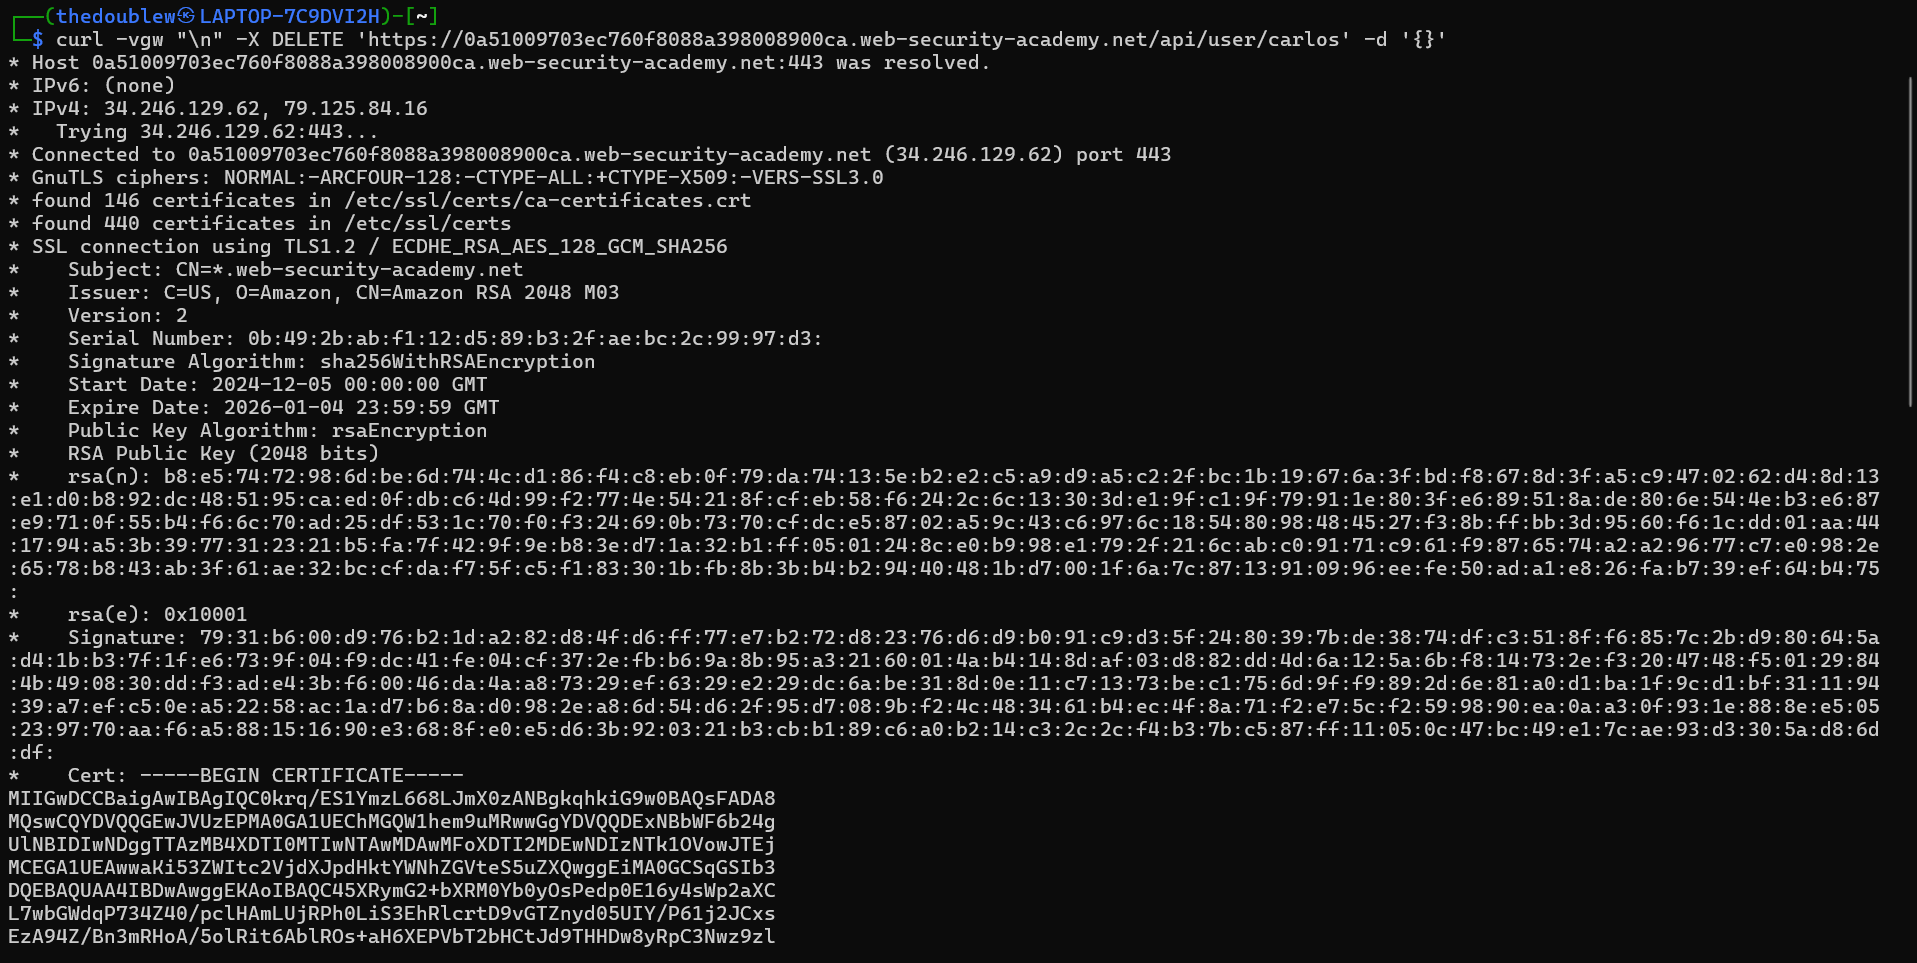 ┌──(thedoublew㉿LAPTOP-7C9DVI2H)-[~]
└─$ curl -vgw "\n" -X DELETE 'https://0a51009703ec760f8088a398008900ca.web-security-academy.net/api/user/carlos' -d '{}'
* Host 0a51009703ec760f8088a398008900ca.web-security-academy.net:443 was resolved.
* IPv6: (none)
* IPv4: 34.246.129.62, 79.125.84.16
*   Trying 34.246.129.62:443...
* Connected to 0a51009703ec760f8088a398008900ca.web-security-academy.net (34.246.129.62) port 443
* GnuTLS ciphers: NORMAL:-ARCFOUR-128:-CTYPE-ALL:+CTYPE-X509:-VERS-SSL3.0
* found 146 certificates in /etc/ssl/certs/ca-certificates.crt
* found 440 certificates in /etc/ssl/certs
* SSL connection using TLS1.2 / ECDHE_RSA_AES_128_GCM_SHA256
*    Subject: CN=*.web-security-academy.net
*    Issuer: C=US, O=Amazon, CN=Amazon RSA 2048 M03
*    Version: 2
*    Serial Number: 0b:49:2b:ab:f1:12:d5:89:b3:2f:ae:bc:2c:99:97:d3:
*    Signature Algorithm: sha256WithRSAEncryption
*    Start Date: 2024-12-05 00:00:00 GMT
*    Expire Date: 2026-01-04 23:59:59 GMT
*    Public Key Algorithm: rsaEncryption
*    RSA Public Key (2048 bits)
*    rsa(n): b8:e5:74:72:98:6d:be:6d:74:4c:d1:86:f4:c8:eb:0f:79:da:74:13:5e:b2:e2:c5:a9:d9:a5:c2:2f:bc:1b:19:67:6a:3f:bd:f8:67:8d:3f:a5:c9:47:02:62:d4:8d:13
:e1:d0:b8:92:dc:48:51:95:ca:ed:0f:db:c6:4d:99:f2:77:4e:54:21:8f:cf:eb:58:f6:24:2c:6c:13:30:3d:e1:9f:c1:9f:79:91:1e:80:3f:e6:89:51:8a:de:80:6e:54:4e:b3:e6:87
:e9:71:0f:55:b4:f6:6c:70:ad:25:df:53:1c:70:f0:f3:24:69:0b:73:70:cf:dc:e5:87:02:a5:9c:43:c6:97:6c:18:54:80:98:48:45:27:f3:8b:ff:bb:3d:95:60:f6:1c:dd:01:aa:44
:17:94:a5:3b:39:77:31:23:21:b5:fa:7f:42:9f:9e:b8:3e:d7:1a:32:b1:ff:05:01:24:8c:e0:b9:98:e1:79:2f:21:6c:ab:c0:91:71:c9:61:f9:87:65:74:a2:a2:96:77:c7:e0:98:2e
:65:78:b8:43:ab:3f:61:ae:32:bc:cf:da:f7:5f:c5:f1:83:30:1b:fb:8b:3b:b4:b2:94:40:48:1b:d7:00:1f:6a:7c:87:13:91:09:96:ee:fe:50:ad:a1:e8:26:fa:b7:39:ef:64:b4:75
:
*    rsa(e): 0x10001
*    Signature: 79:31:b6:00:d9:76:b2:1d:a2:82:d8:4f:d6:ff:77:e7:b2:72:d8:23:76:d6:d9:b0:91:c9:d3:5f:24:80:39:7b:de:38:74:df:c3:51:8f:f6:85:7c:2b:d9:80:64:5a
:d4:1b:b3:7f:1f:e6:73:9f:04:f9:dc:41:fe:04:cf:37:2e:fb:b6:9a:8b:95:a3:21:60:01:4a:b4:14:8d:af:03:d8:82:dd:4d:6a:12:5a:6b:f8:14:73:2e:f3:20:47:48:f5:01:29:84
:4b:49:08:30:dd:f3:ad:e4:3b:f6:00:46:da:4a:a8:73:29:ef:63:29:e2:29:dc:6a:be:31:8d:0e:11:c7:13:73:be:c1:75:6d:9f:f9:89:2d:6e:81:a0:d1:ba:1f:9c:d1:bf:31:11:94
:39:a7:ef:c5:0e:a5:22:58:ac:1a:d7:b6:8a:d0:98:2e:a8:6d:54:d6:2f:95:d7:08:9b:f2:4c:48:34:61:b4:ec:4f:8a:71:f2:e7:5c:f2:59:98:90:ea:0a:a3:0f:93:1e:88:8e:e5:05
:23:97:70:aa:f6:a5:88:15:16:90:e3:68:8f:e0:e5:d6:3b:92:03:21:b3:cb:b1:89:c6:a0:b2:14:c3:2c:2c:f4:b3:7b:c5:87:ff:11:05:0c:47:bc:49:e1:7c:ae:93:d3:30:5a:d8:6d
:df:
*    Cert: -----BEGIN CERTIFICATE-----
MIIGwDCCBaigAwIBAgIQC0krq/ES1YmzL668LJmX0zANBgkqhkiG9w0BAQsFADA8
MQswCQYDVQQGEwJVUzEPMA0GA1UEChMGQW1hem9uMRwwGgYDVQQDExNBbWF6b24g
UlNBIDIwNDggTTAzMB4XDTI0MTIwNTAwMDAwMFoXDTI2MDEwNDIzNTk1OVowJTEj
MCEGA1UEAwwaKi53ZWItc2VjdXJpdHktYWNhZGVteS5uZXQwggEiMA0GCSqGSIb3
DQEBAQUAA4IBDwAwggEKAoIBAQC45XRymG2+bXRM0Yb0yOsPedp0E16y4sWp2aXC
L7wbGWdqP734Z40/pclHAmLUjRPh0LiS3EhRlcrtD9vGTZnyd05UIY/P61j2JCxs
EzA94Z/Bn3mRHoA/5olRit6AblROs+aH6XEPVbT2bHCtJd9THHDw8yRpC3Nwz9zl